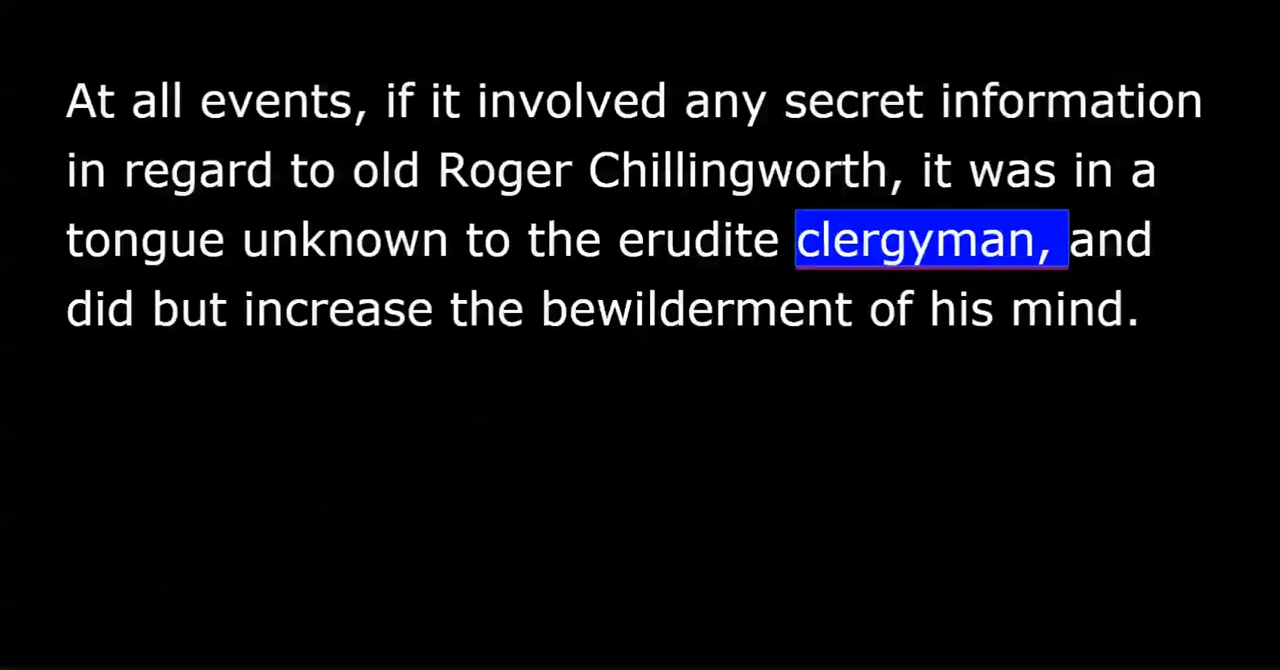 At all events, if it involved any secret information
in regard to old Roger Chillingworth, it was in a
tongue unknown to the erudite clergyman, and
did but increase the bewilderment of his mind.